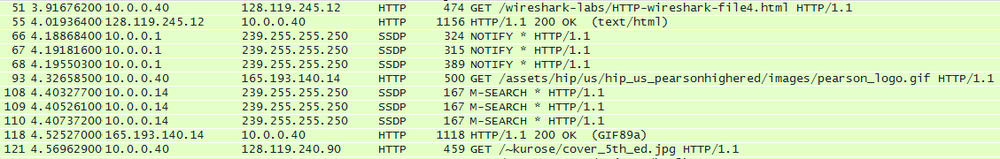 51 3.91676200 10.0.0.40 128.119.245.12 HTTP 474 GET /wireshark-labs/HTTP-wireshark-file4.html HTTP/1.1
55 4.01936400 128.119.245.12 10.0.0.40 HTTP 1156 HTTP/1.1 200 OK (text/html)
66 4.18868400 10.0.0.1 239.255.255.250 SSDP 324 NOTIFY * HTTP/1.1
67 4.19181600 10.0.0.1 239.255.255.250 SSDP 315 NOTIFY * HTTP/1.1
68 4.19555300 10.0.0.1 239.255.255.250 SSDP 389 NOTIFY * HTTP/1.1
93 4.32658500 10.0.0.40 165.193.140.14 HTTP 500 GET /assets/hip/us/hip_us_pearsonhighered/images/pearson_logo.gif HTTP/1.1
108 4.40327700 10.0.0.14 239.255.255.250 SSDP 167 M-SEARCH * HTTP/1.1
109 4.40526100 10.0.0.14 239.255.255.250 SSDP 167 M-SEARCH * HTTP/1.1
110 4.40737200 10.0.0.14 239.255.255.250 SSDP 167 M-SEARCH * HTTP/1.1
118 4.52527000 165.193.140.14 10.0.0.40 HTTP 1118 HTTP/1.1 200 OK (GIF89a)
121 4.56962900 10.0.0.40 128.119.240.90 HTTP 459 GET /~kurose/cover_5th_ed.jpg HTTP/1.1